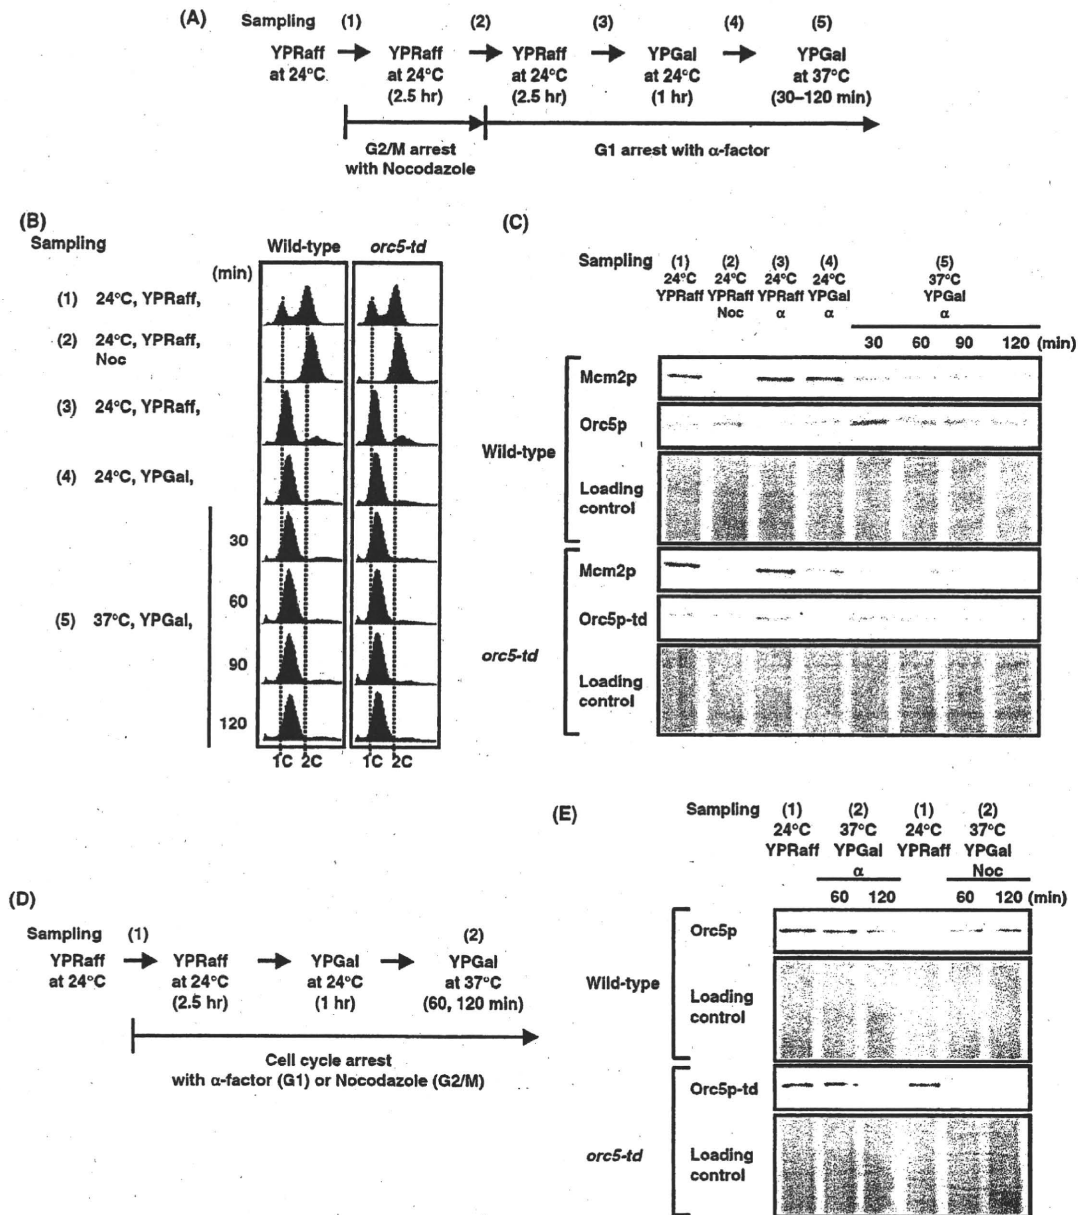 (A)
Sampling (1) (2) (3) (4) (5)
YPRaff YPRaff YPRaff YPGal YPGal
at 24°C at 24°C at 24°C at 24°C at 37°C
(2.5 hr) (2.5 hr) (1 hr) (30–120 min)
G2/M arrest
with Nocodazole
G1 arrest with α-factor
(B)
Sampling
Wild-type orc5-td
(min)
(1) 24°C, YPRaff,
(2) 24°C, YPRaff,
Noc
(3) 24°C, YPRaff,
(4) 24°C, YPGal,
30
60
(5) 37°C, YPGal,
90
120
1C 2C 1C 2C
(C)
Sampling (1) (2) (3) (4) (5)
24°C 24°C 24°C 24°C 37°C
YPRaff YPRaff YPRaff YPGal YPGal
Noc α α α
30 60 90 120 (min)
Mcm2p
Orc5p
Wild-type
Loading
control
Mcm2p
Orc5p-td
orc5-td
Loading
control
(D)
Sampling (1) (2)
YPRaff YPRaff YPGal YPGal
at 24°C at 24°C at 24°C at 37°C
(2.5 hr) (1 hr) (60, 120 min)
Cell cycle arrest
with α-factor (G1) or Nocodazole (G2/M)
(E)
Sampling (1) (2) (1) (2)
24°C 37°C 24°C 37°C
YPRaff YPGal YPRaff YPGal
α Noc
60 120 60 120 (min)
Orc5p
Wild-type
Loading
control
Orc5p-td
orc5-td
Loading
control